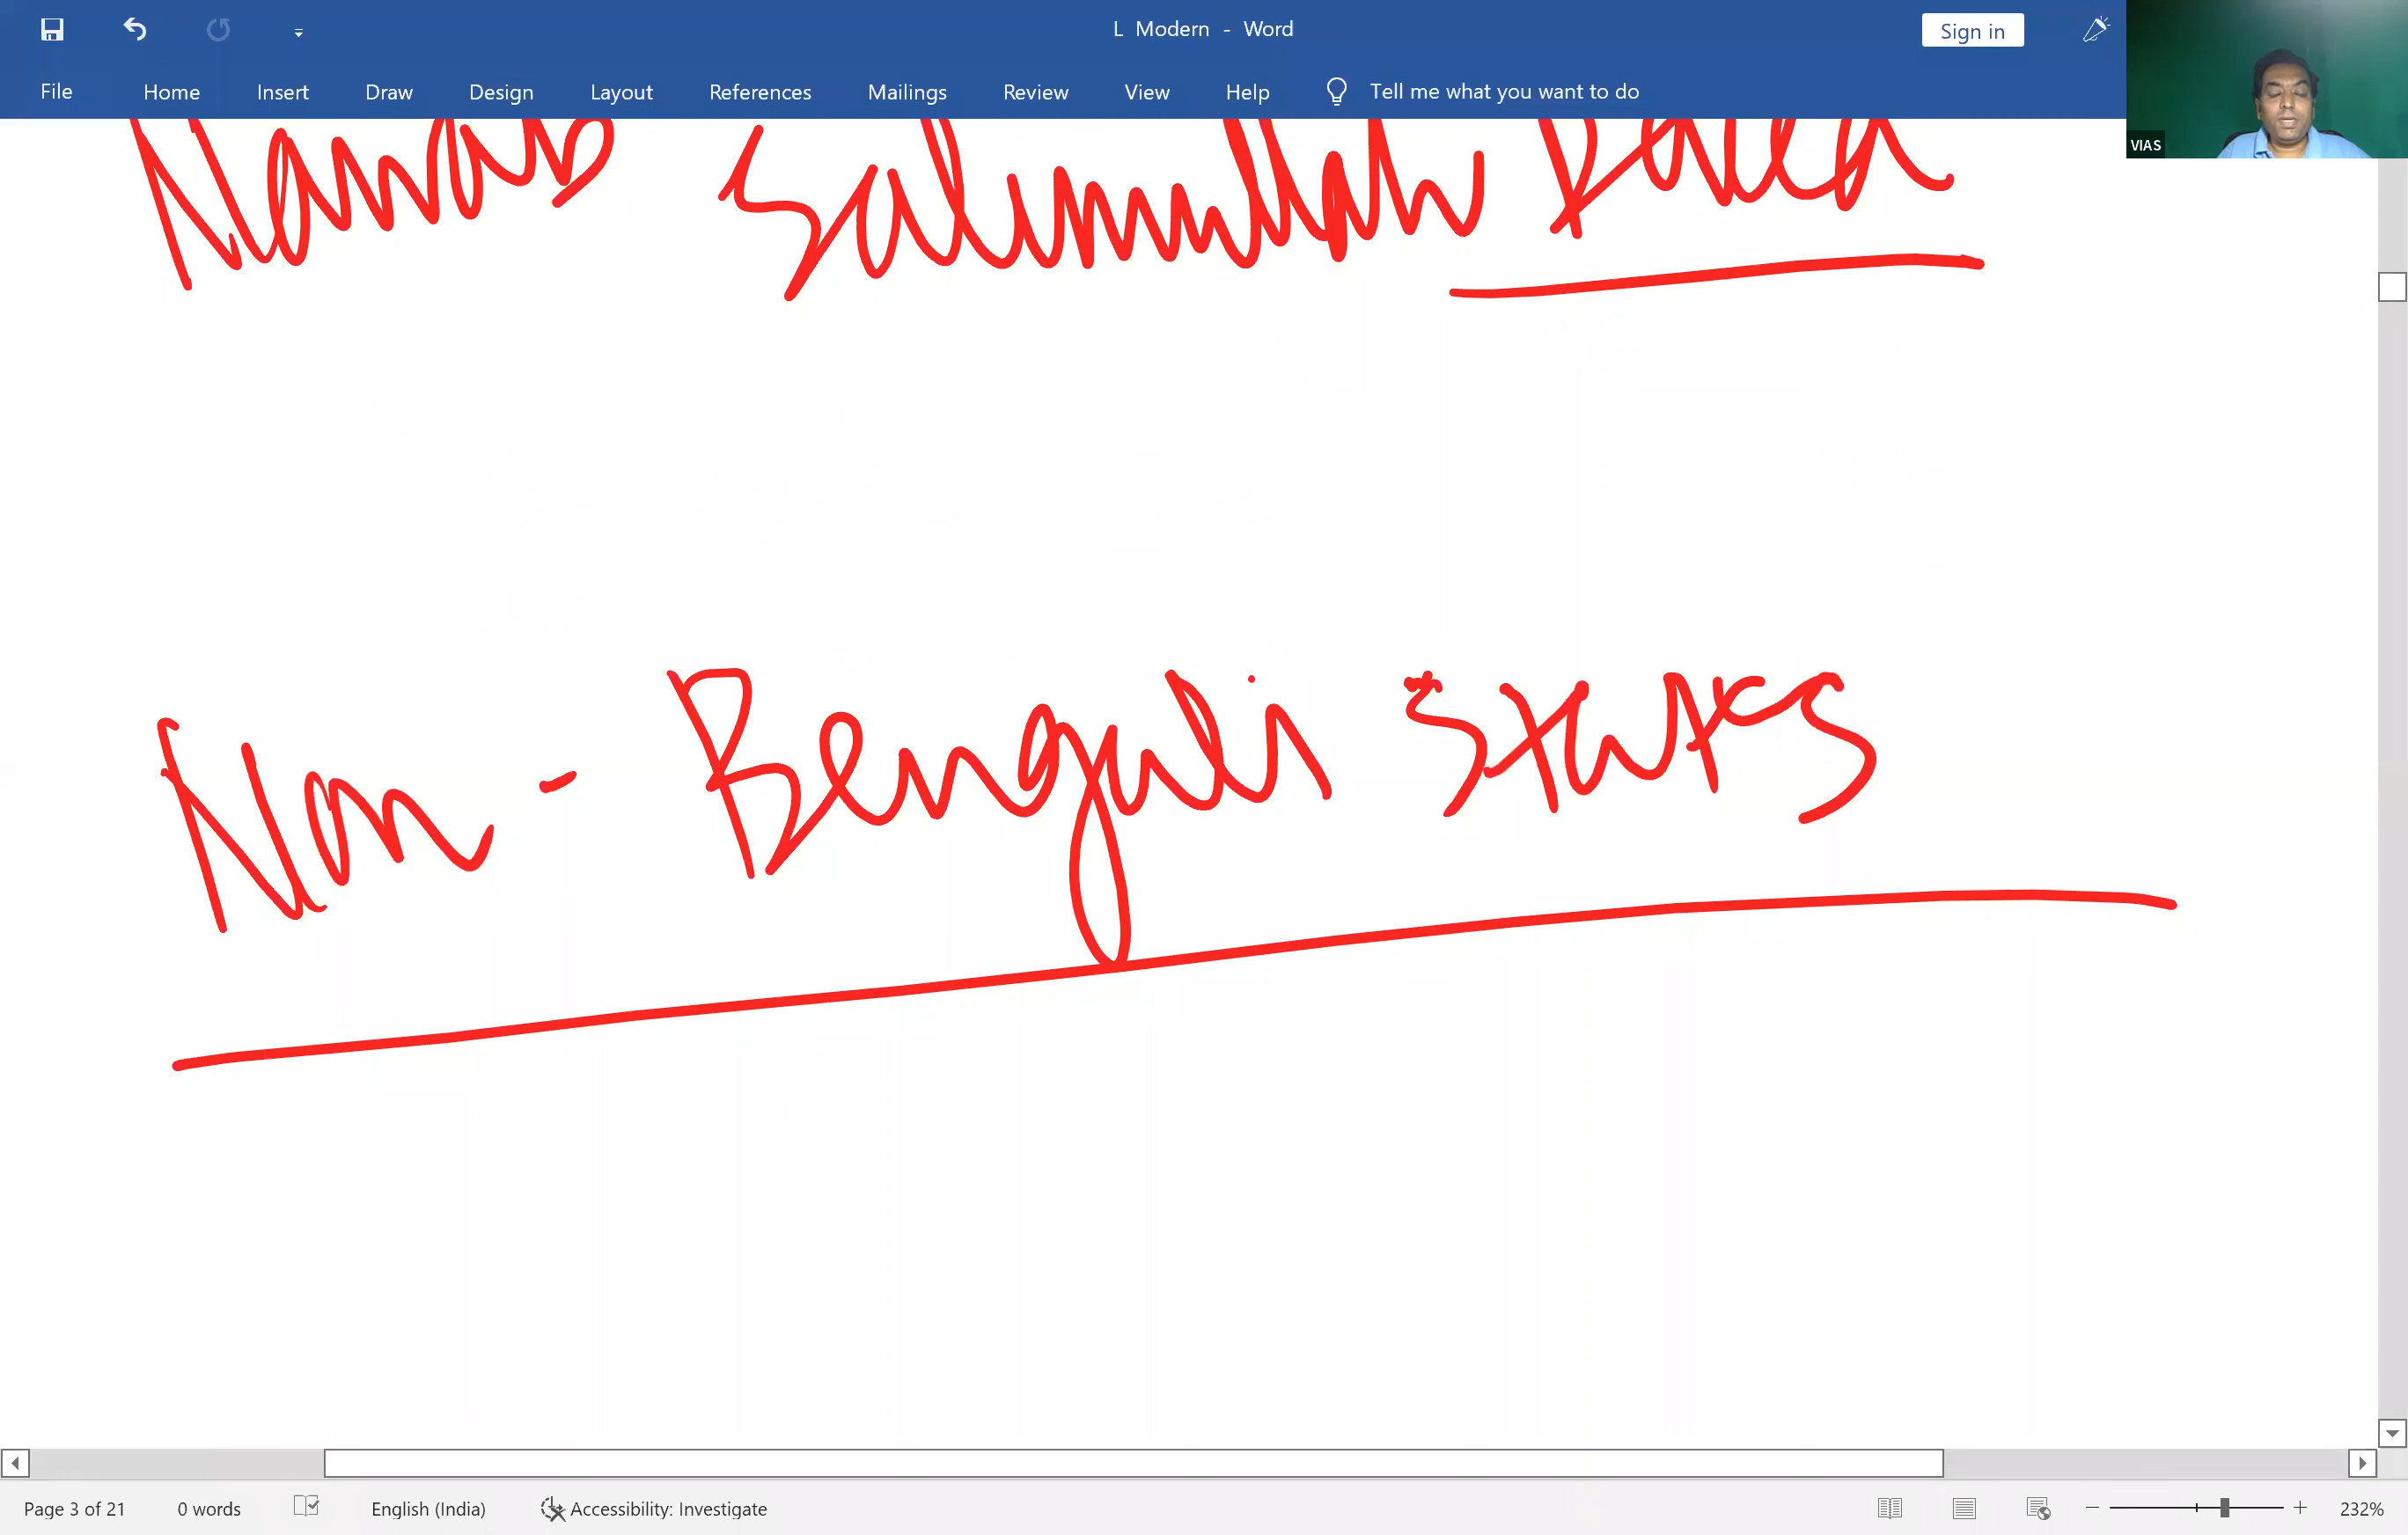 L Modern - Word
Sign in
File Home Insert Draw Design Layout References Mailings Review View Help Tell me what you want to do
VIAS
Nawab Salimullah
Non - Bengali States
Page 3 of 21 0 words English (India) Accessibility: Investigate 232%